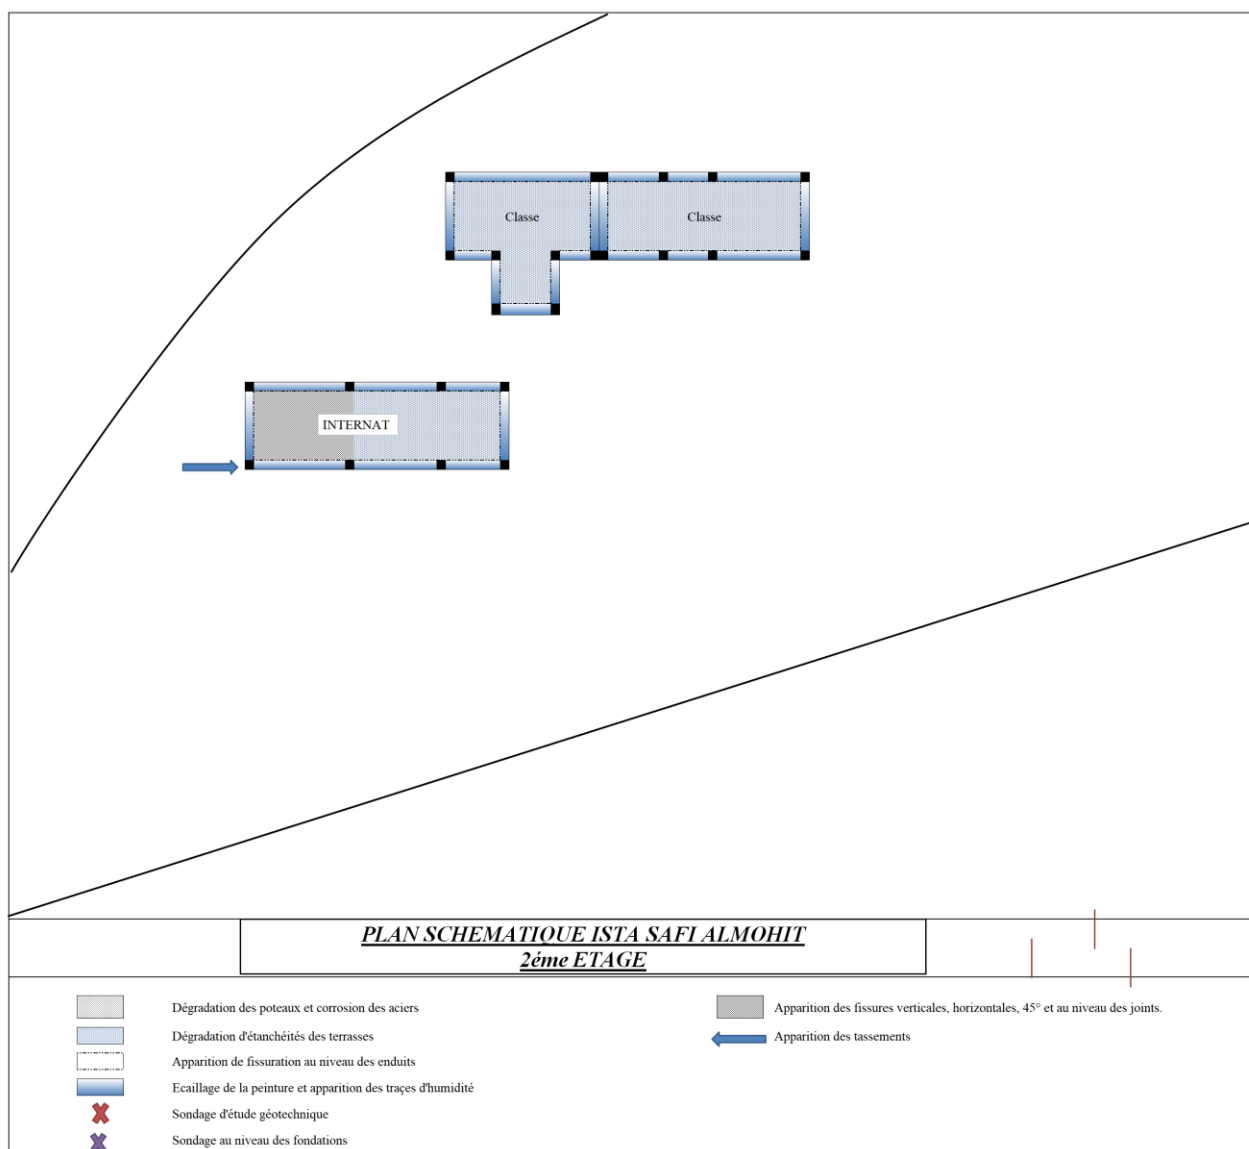 Classe
Classe
INTERNAT
PLAN SCHEMATIQUE ISTA SAFI ALMOHIT
2éme ETAGE
Dégradation des poteaux et corrosion des aciers
Dégradation d'étanchéités des terrasses
Apparition de fissuration au niveau des enduits
Ecaillage de la peinture et apparition des traçes d'humidité
Sondage d'étude géotechnique
Sondage au niveau des fondations
Apparition des fissures verticales, horizontales, 45° et au niveau des joints.
Apparition des tassements